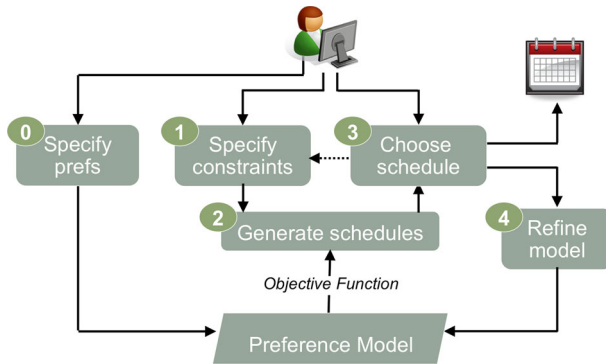 0
Specify
prefs
1
Specify
constraints
3
Choose
schedule
2
Generate schedules
4
Refine
model
Objective Function
Preference Model